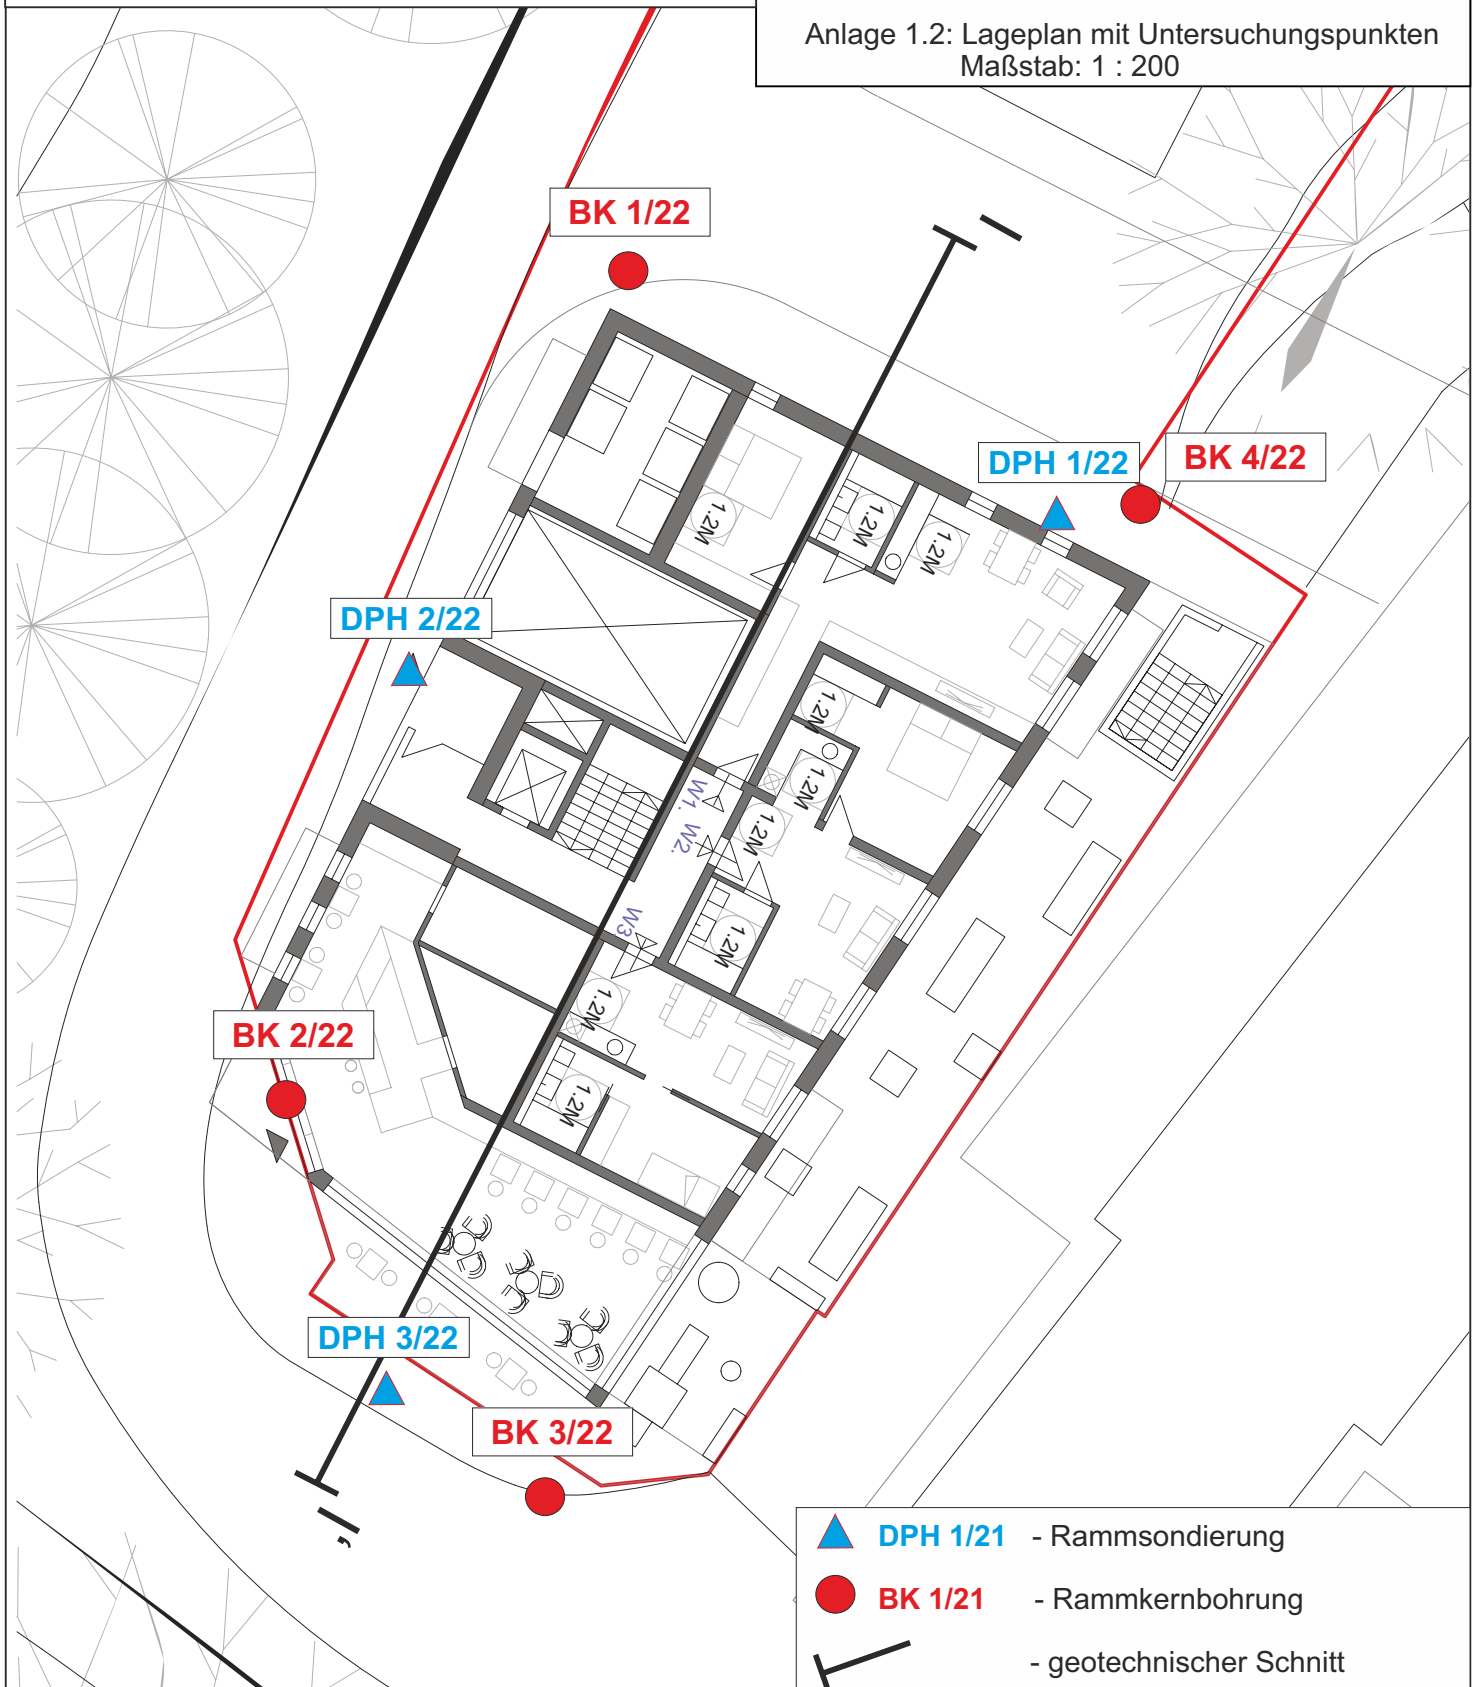 Anlage 1.2: Lageplan mit Untersuchungspunkten
Maßstab: 1 : 200
BK 1/22
I
DPH 1/22
BK 4/22
1.2M
1.2M
1.2M
DPH 2/22
1.2M
1.2M
W1.
1.2M
W2.
W3
1.2M
1.2M
BK 2/22
1.2M
DPH 3/22
BK 3/22
I'
DPH 1/21 - Rammsondierung
BK 1/21 - Rammkernbohrung
- geotechnischer Schnitt